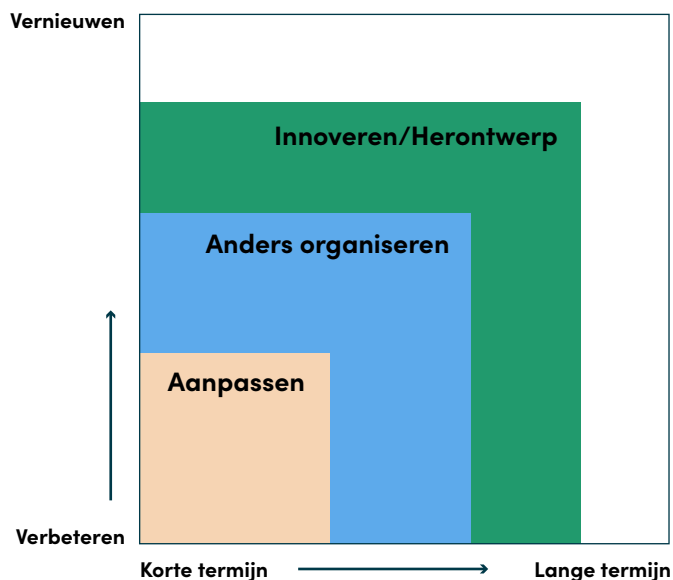 Vernieuwen
Innoveren/Herontwerp
Anders organiseren
Aanpassen
Verbeteren
Korte termijn
Lange termijn